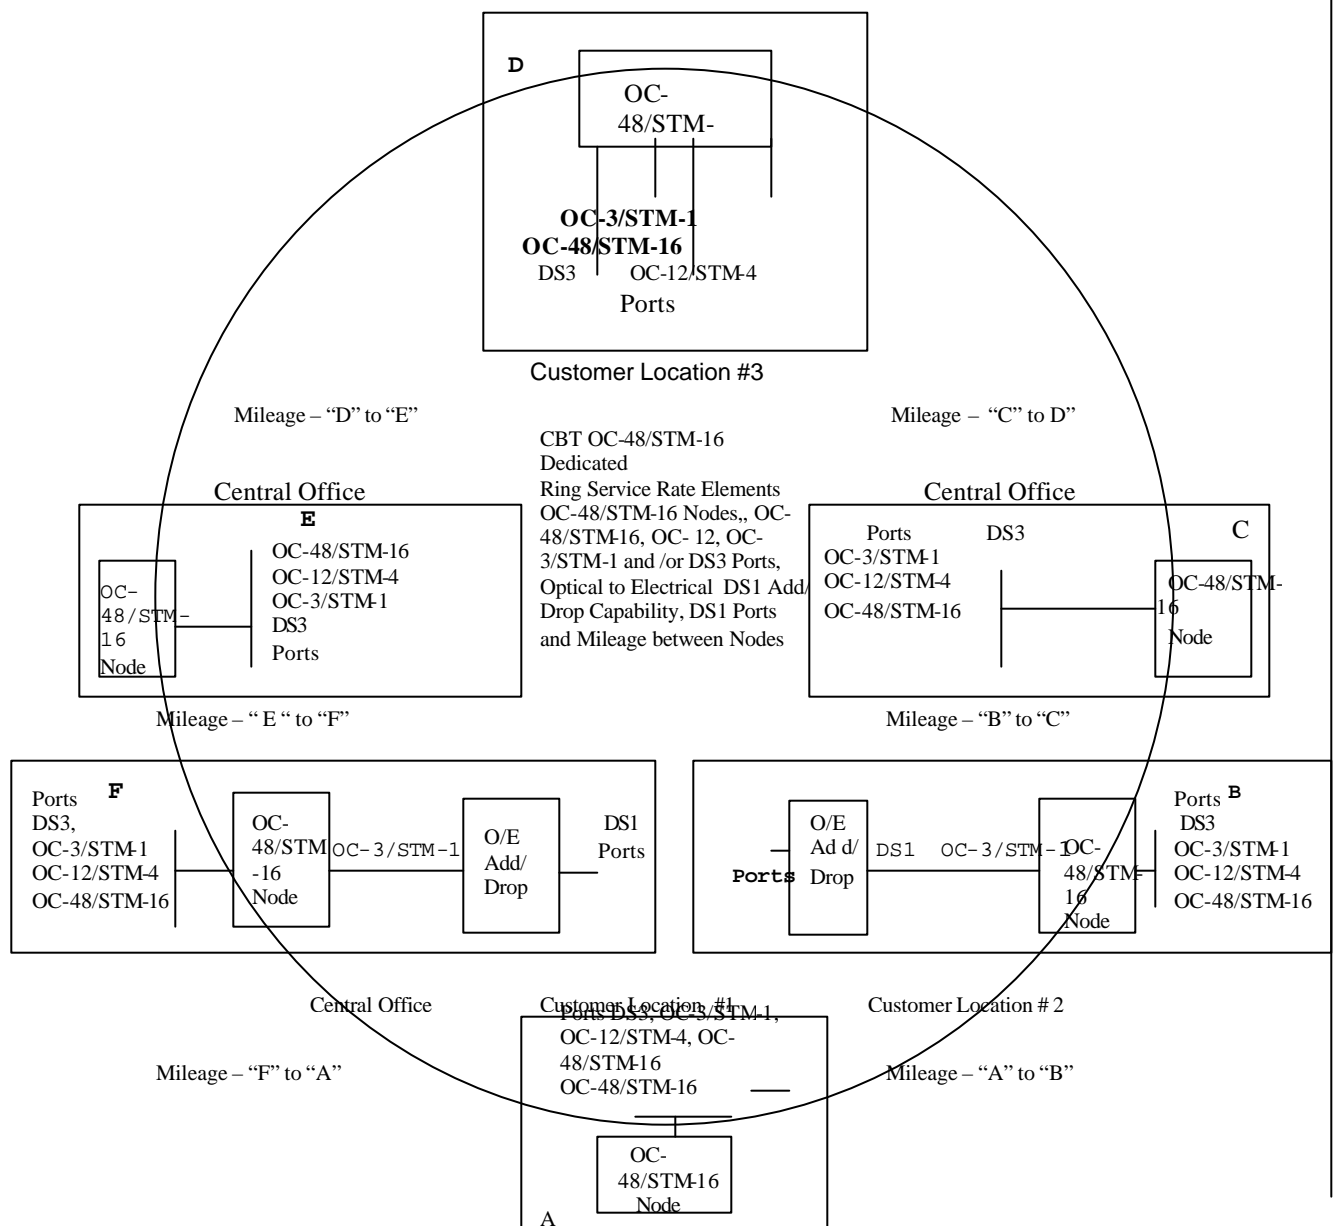 D
OC-
48/STM-
OC-3/STM-1
OC-48/STM-16
DS3 OC-12/STM-4
Ports
Customer Location #3
Mileage – “D” to “E”
Mileage – “C” to D”
CBT OC-48/STM-16
Dedicated
Ring Service Rate Elements
OC-48/STM-16 Nodes,, OC-
48/STM-16, OC- 12, OC-
3/STM-1 and /or DS3 Ports,
Optical to Electrical DS1 Add/
Drop Capability, DS1 Ports
and Mileage between Nodes
Central Office
E
OC-48/STM-16
OC-12/STM-4
OC-3/STM-1
DS3
Ports
OC-
48/STM-
16
Node
Central Office
Ports DS3
OC-3/STM-1
OC-12/STM-4
OC-48/STM-16
C
OC-48/STM-
16
Node
Mileage – “ E “ to “F”
Mileage – “B” to “C”
Ports F
DS3,
OC-3/STM-1
OC-12/STM-4
OC-48/STM-16
OC-
48/STM
-16
Node
OC-3/STM-1
O/E
Add/
Drop
DS1
Ports
O/E
Ad d/
Drop
Ports
DS1 OC-3/STM-1
OC-
48/STM-
16
Node
Ports B
DS3
OC-3/STM-1
OC-12/STM-4
OC-48/STM-16
Central Office
Customer Location #1
Customer Location # 2
Ports DS3, OC-3/STM-1,
OC-12/STM-4, OC-
48/STM-16
OC-48/STM-16
Mileage – “F” to “A”
Mileage – “A” to “B”
OC-
48/STM-16
Node
A